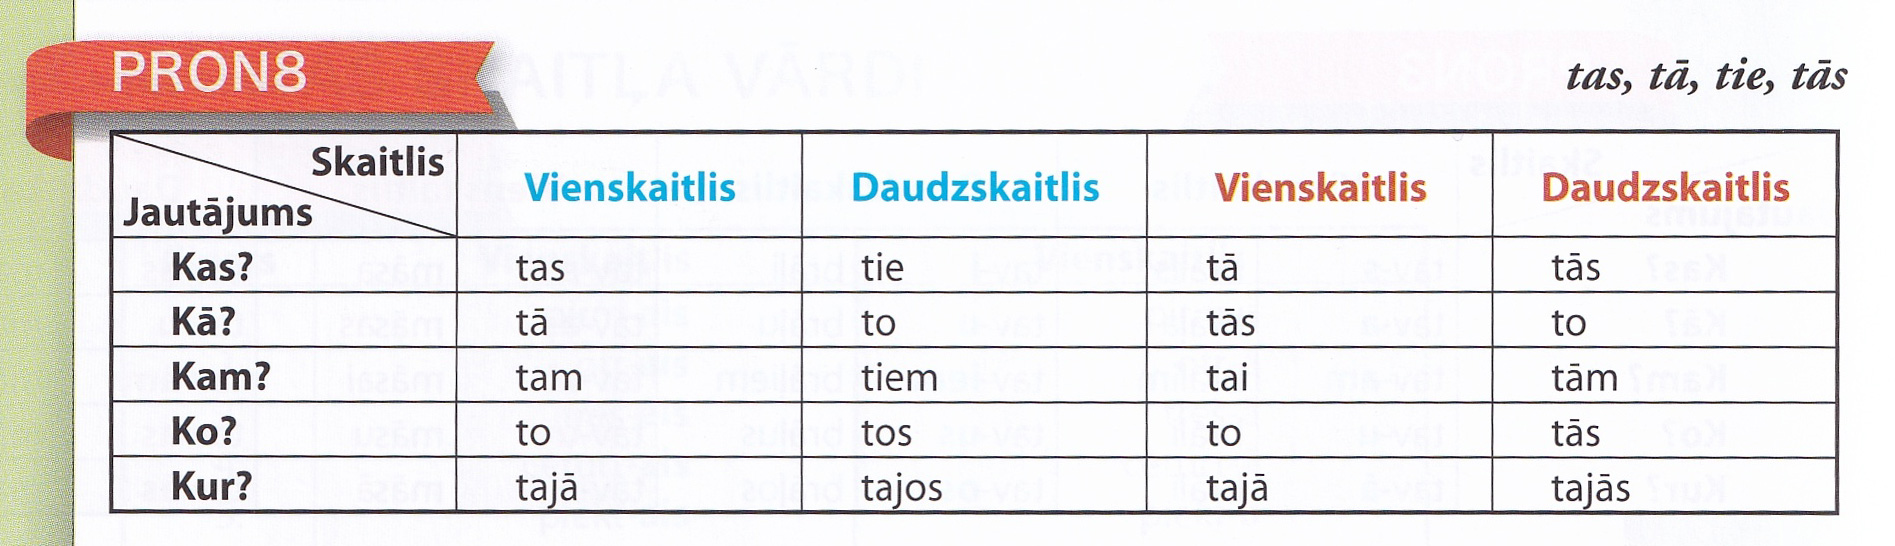 PRON8
tas, tā, tie, tās
Skaitlis
Jautājums
Vienskaitlis Daudzskaitlis Vienskaitlis Daudzskaitlis
Kas? tas tie tā tās
Kā? tā to tās to
Kam? tam tiem tai tām
Ko? to tos to tās
Kur? tajā tajos tajā tajās